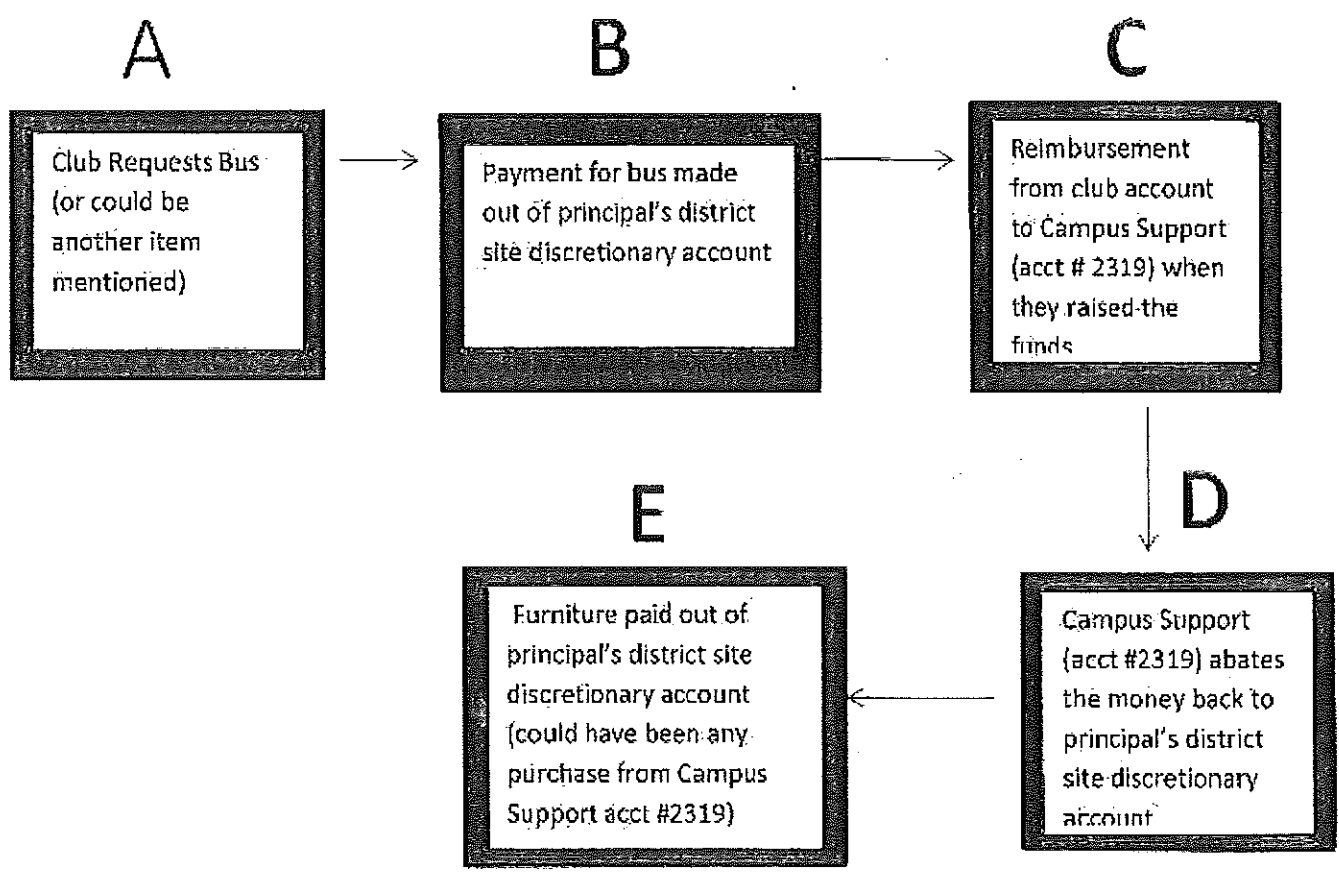 A
Club Requests Bus
(or could be
another item
mentioned)
B
Payment for bus made
out of principal's district
site discretionary account
C
Reimbursement
from club account
to Campus Support
(acct # 2319) when
they raised the
funds
D
Campus Support
(acct #2319) abates
the money back to
principal's district
site discretionary
account
E
Furniture paid out of
principal's district site
discretionary account
(could have been any
purchase from Campus
Support acct #2319)